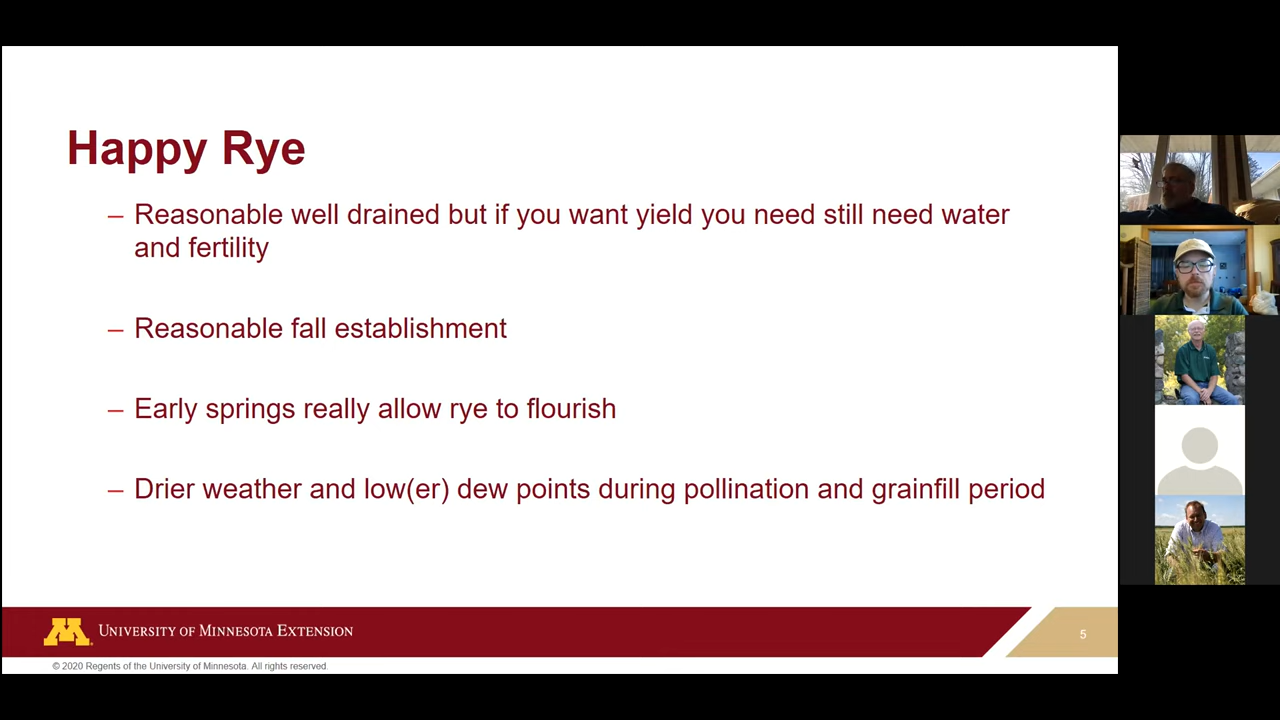 Happy Rye
– Reasonable well drained but if you want yield you need still need water
and fertility
– Reasonable fall establishment
– Early springs really allow rye to flourish
– Drier weather and low(er) dew points during pollination and grainfill period
M
UNIVERSITY OF MINNESOTA EXTENSION
5
© 2020 Regents of the University of Minnesota. All rights reserved.